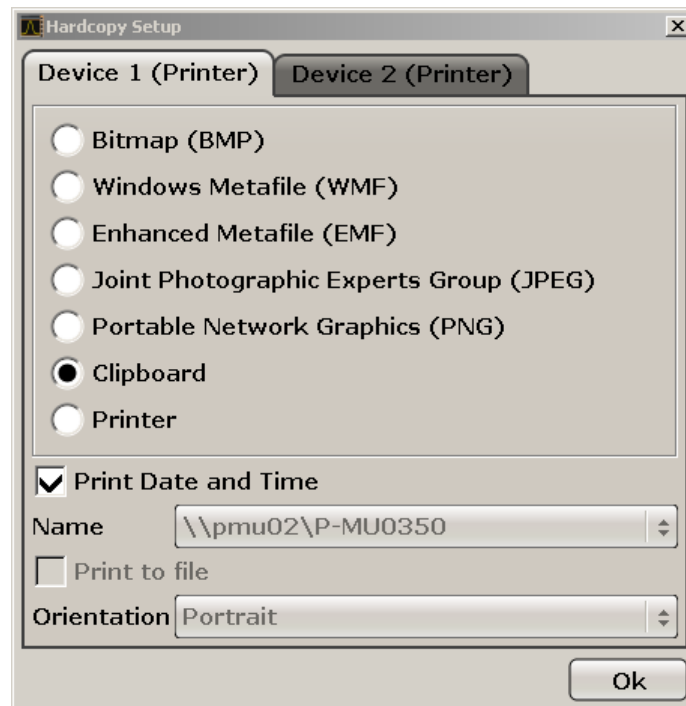 Hardcopy Setup
Device 1 (Printer) Device 2 (Printer)
Bitmap (BMP)
Windows Metafile (WMF)
Enhanced Metafile (EMF)
Joint Photographic Experts Group (JPEG)
Portable Network Graphics (PNG)
Clipboard
Printer
Print Date and Time
Name \\pmu02\P-MU0350
Print to file
Orientation Portrait
Ok